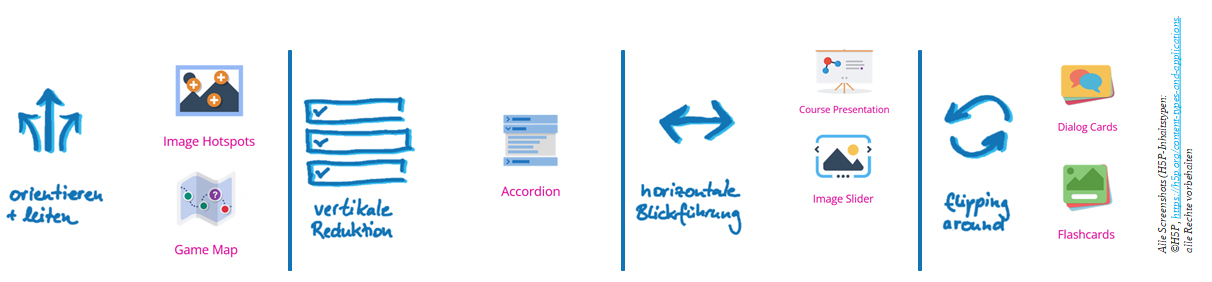 orientieren
+ leiten
Image Hotspots
Game Map
vertikale
Reduktion
Accordion
horizontale
Blickführung
Course Presentation
Image Slider
flipping
around
Dialog Cards
Flashcards
Alle Screenshots (H5P-Inhaltstypen:
©H5P, https://h5p.org/content-types-and-applications.
alle Rechte vorbehalten